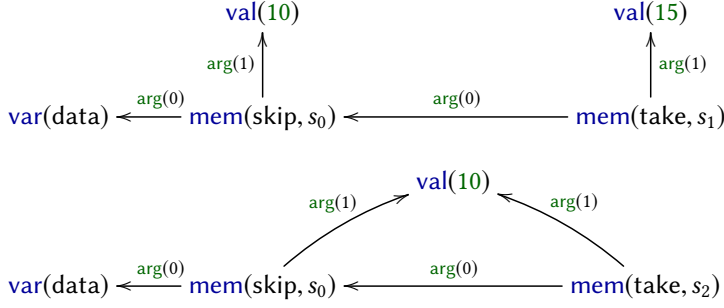 val(10) val(15)
arg(1) arg(1)
var(data) arg(0) mem(skip, s₀) arg(0) mem(take, s₁)
val(10)
arg(1) arg(1)
var(data) arg(0) mem(skip, s₀) arg(0) mem(take, s₂)